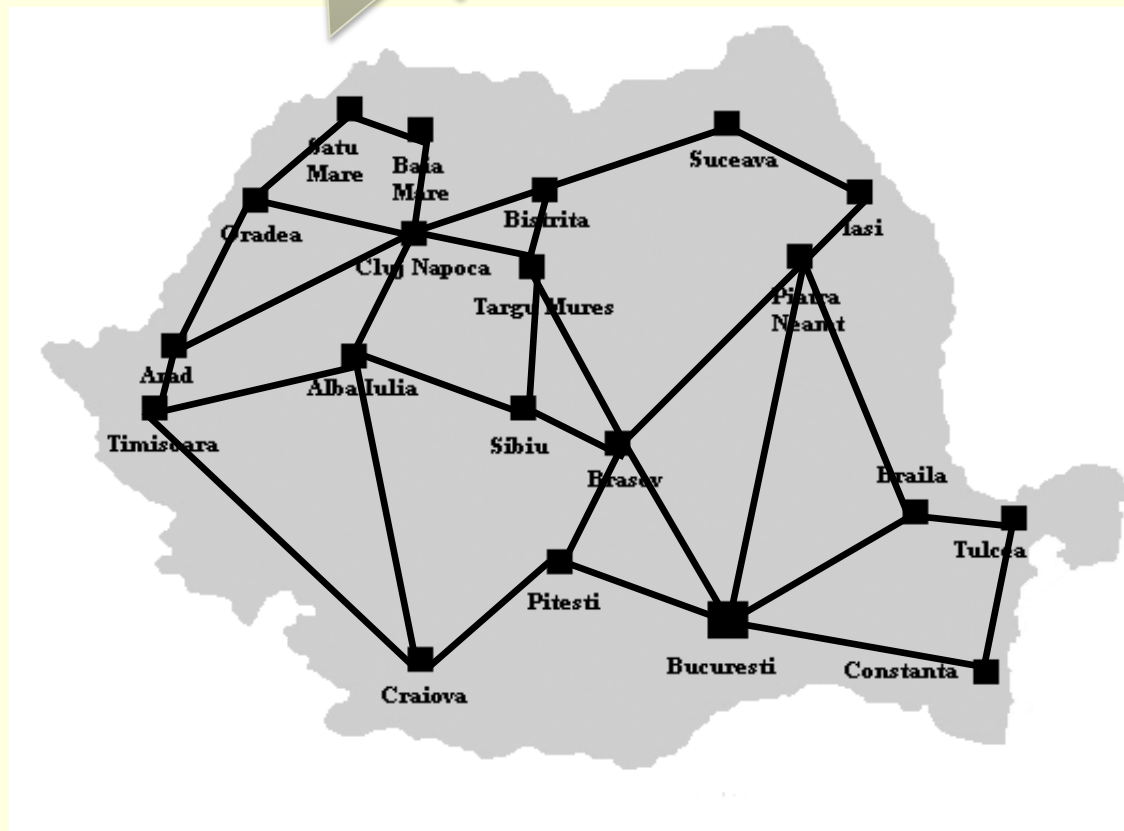 Satu
Mare
Baia
Mare
Suceava
Bistrita
Iasi
Oradea
Cluj Napoca
Targu Mures
Piatra
Neamt
Arad
Alba Iulia
Timisoara
Sibiu
Brasov
Braila
Tulcea
Pitesti
Bucuresti
Constanta
Craiova